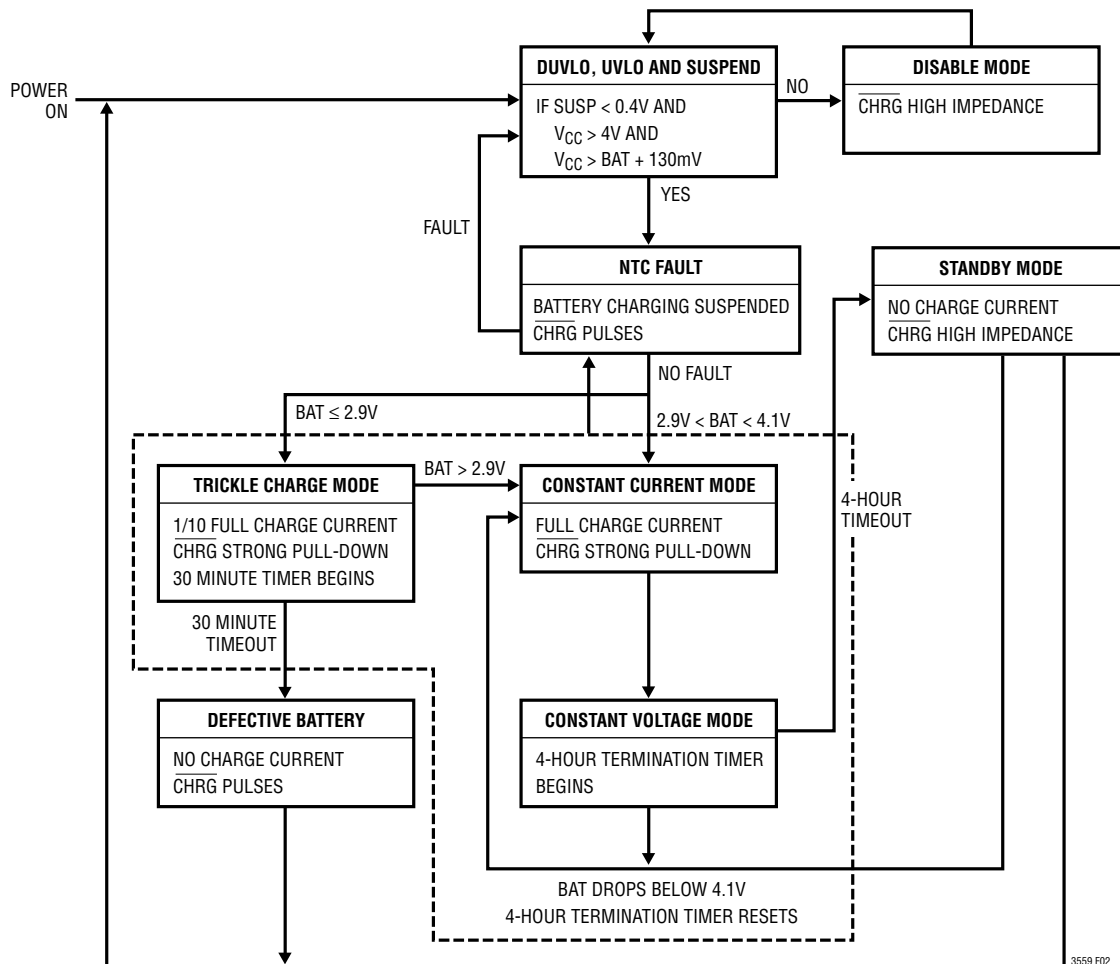 POWER
ON
DUVLO, UVLO AND SUSPEND
IF SUSP < 0.4V AND
VCC > 4V AND
VCC > BAT + 130mV
NO
DISABLE MODE
CHRG HIGH IMPEDANCE
YES
FAULT
NTC FAULT
BATTERY CHARGING SUSPENDED
CHRG PULSES
STANDBY MODE
NO CHARGE CURRENT
CHRG HIGH IMPEDANCE
NO FAULT
BAT ≤ 2.9V
2.9V < BAT < 4.1V
TRICKLE CHARGE MODE
1/10 FULL CHARGE CURRENT
CHRG STRONG PULL-DOWN
30 MINUTE TIMER BEGINS
BAT > 2.9V
CONSTANT CURRENT MODE
FULL CHARGE CURRENT
CHRG STRONG PULL-DOWN
4-HOUR
TIMEOUT
30 MINUTE
TIMEOUT
DEFECTIVE BATTERY
NO CHARGE CURRENT
CHRG PULSES
CONSTANT VOLTAGE MODE
4-HOUR TERMINATION TIMER
BEGINS
BAT DROPS BELOW 4.1V
4-HOUR TERMINATION TIMER RESETS
3559 F02